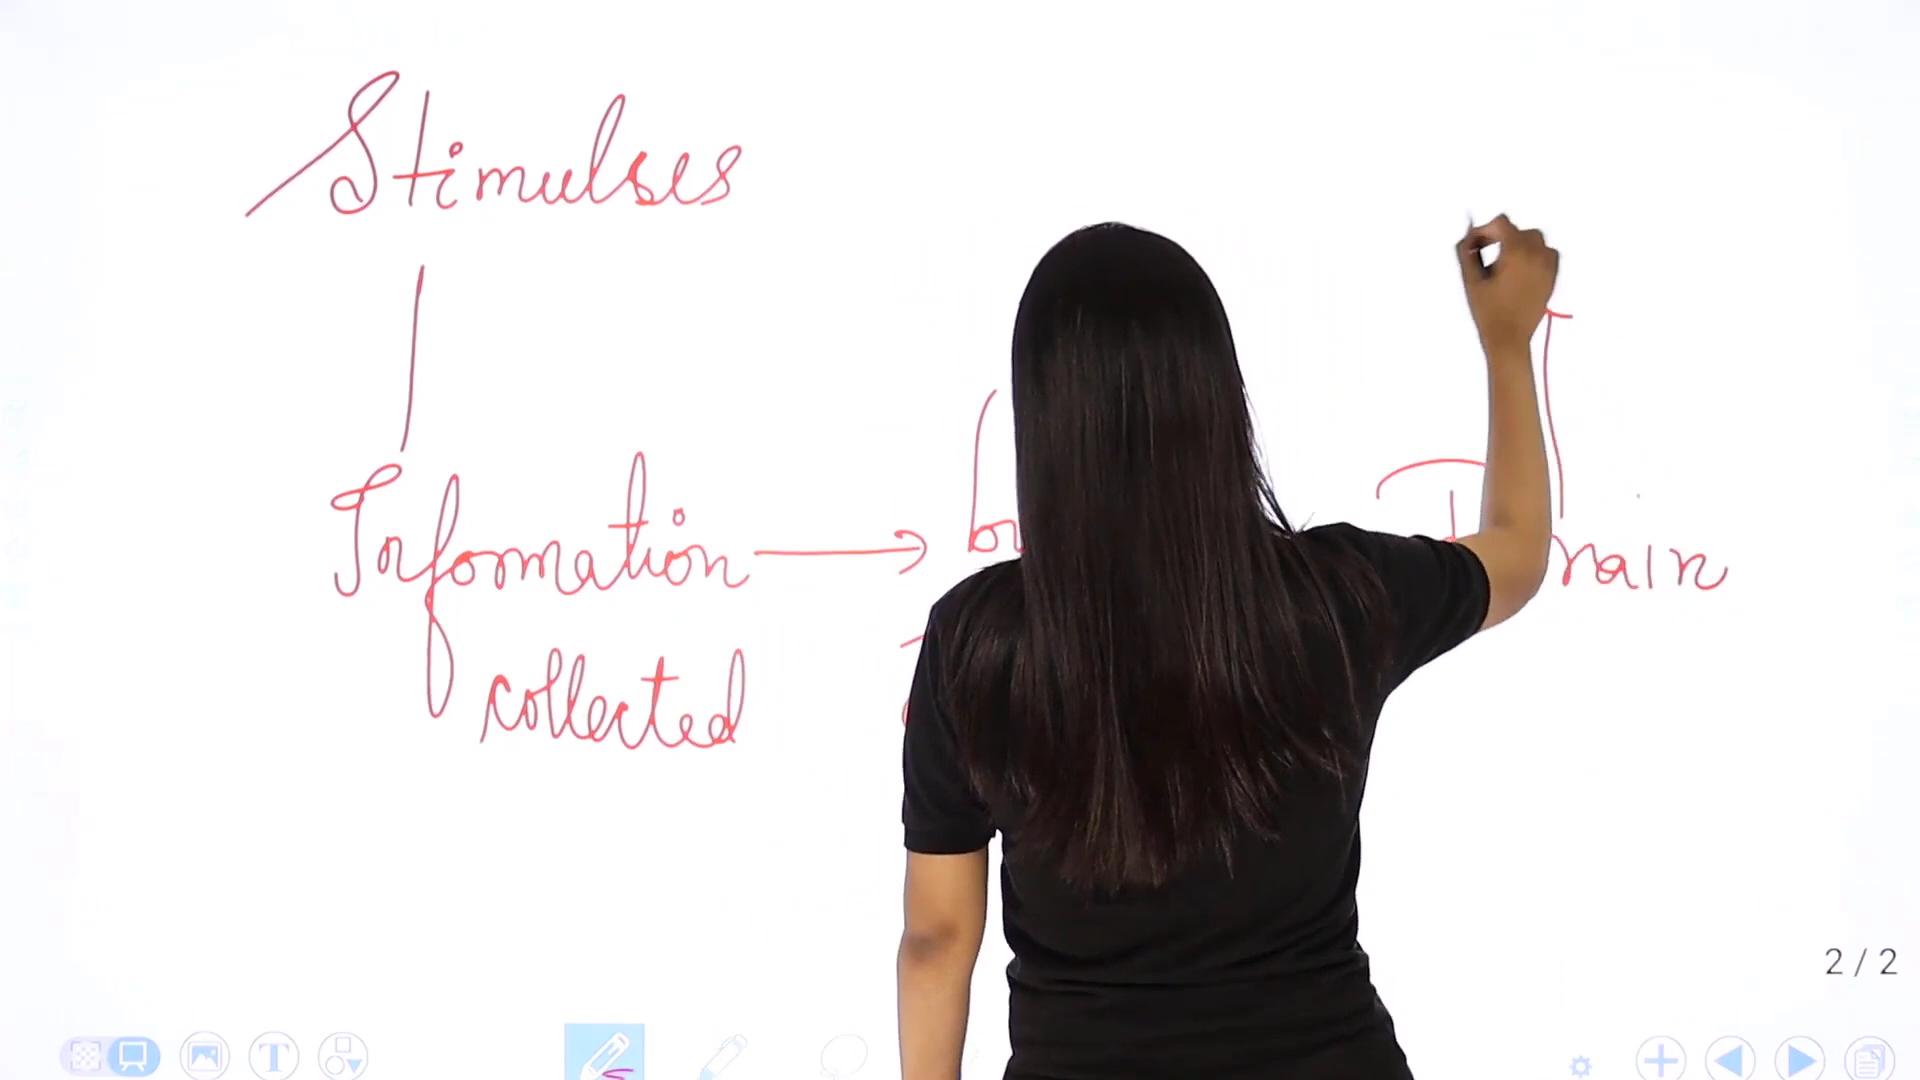 Stimulses
Information
collected
2 / 2
T